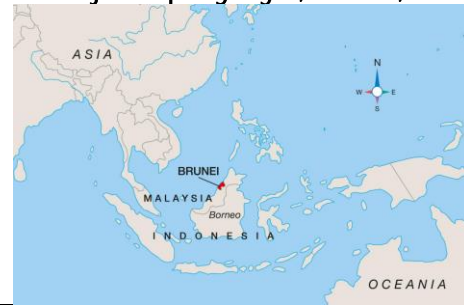 ASIA
N
W E
S
BRUNEI
MALAYSIA
Borneo
INDONESIA
OCEANIA